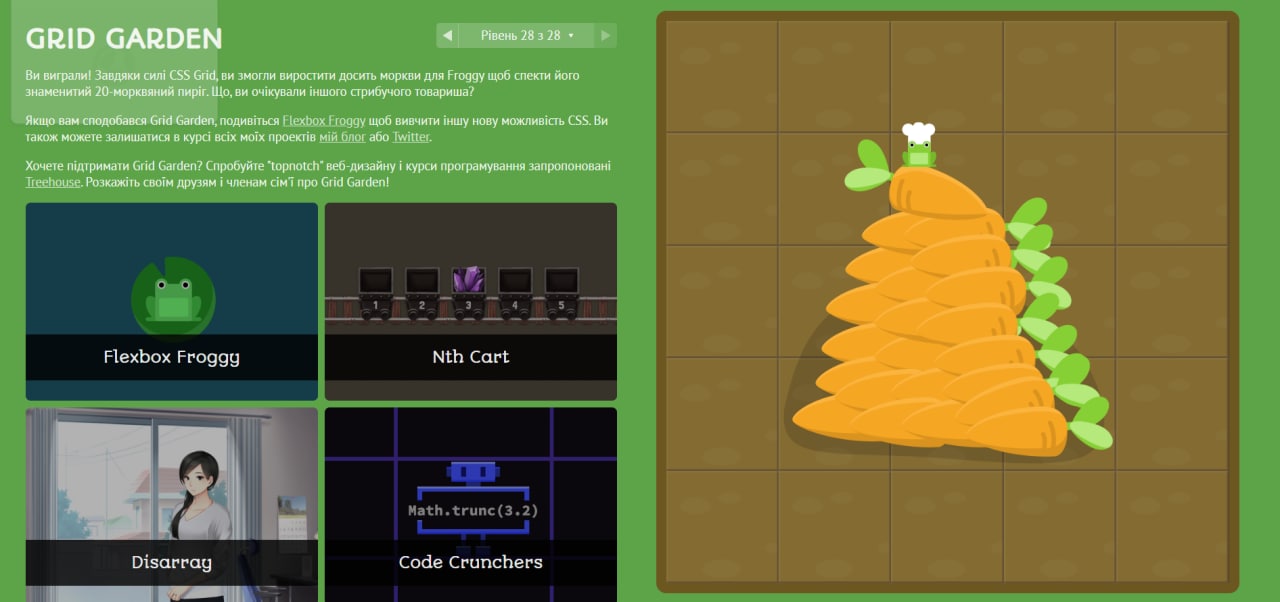 GRID GARDEN
◀ Рівень 28 з 28 ▾ ▶
Ви виграли! Завдяки силі CSS Grid, ви змогли виростити досить моркви для Froggy щоб спекти його
знаменитий 20-морквяний пиріг. Що, ви очікували іншого стрибучого товариша?
Якщо вам сподобався Grid Garden, подивіться Flexbox Froggy щоб вивчити іншу нову можливість CSS. Ви
також можете залишатися в курсі всіх моїх проектів мій блог або Twitter.
Хочете підтримати Grid Garden? Спробуйте "topnotch" веб-дизайну і курси програмування запропоновані
Treehouse. Розкажіть своїм друзям і членам сім'ї про Grid Garden!
1 2 3 4 5
Flexbox Froggy
Nth Cart
Math.trunc(3.2)
Disarray
Code Crunchers